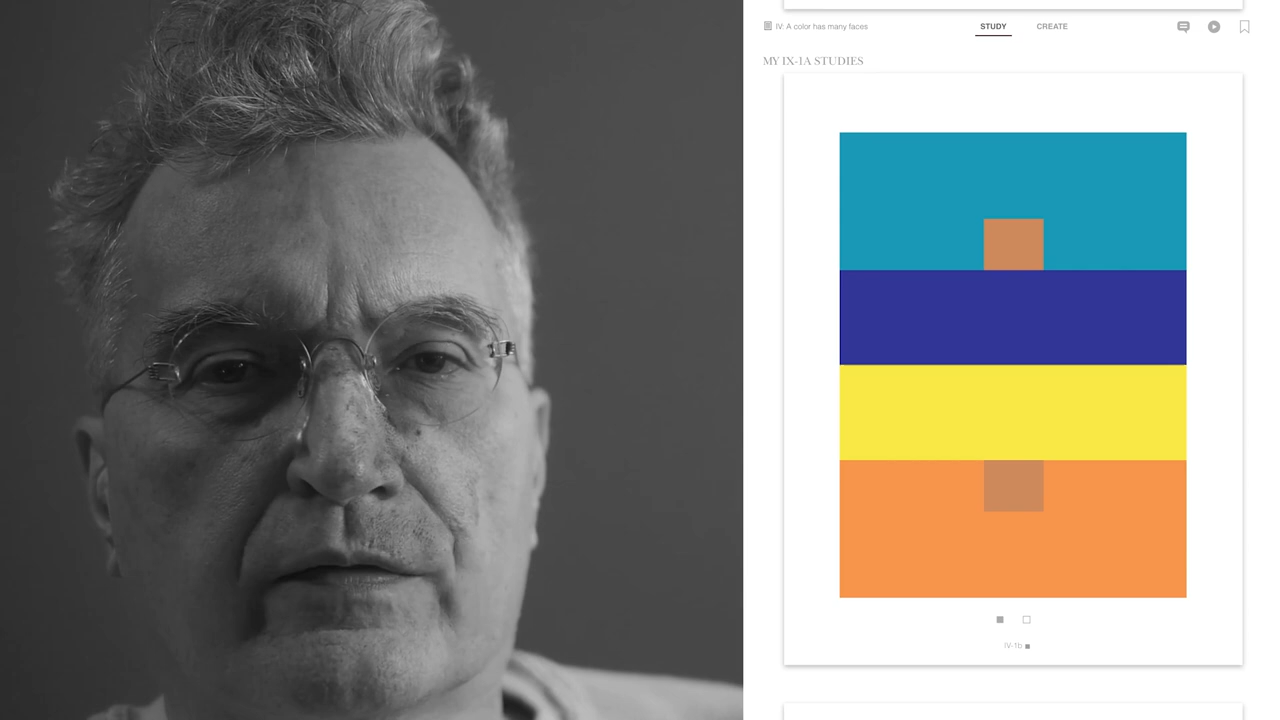 IV: A color has many faces
STUDY
CREATE
MY IX-1A STUDIES
IV-1b